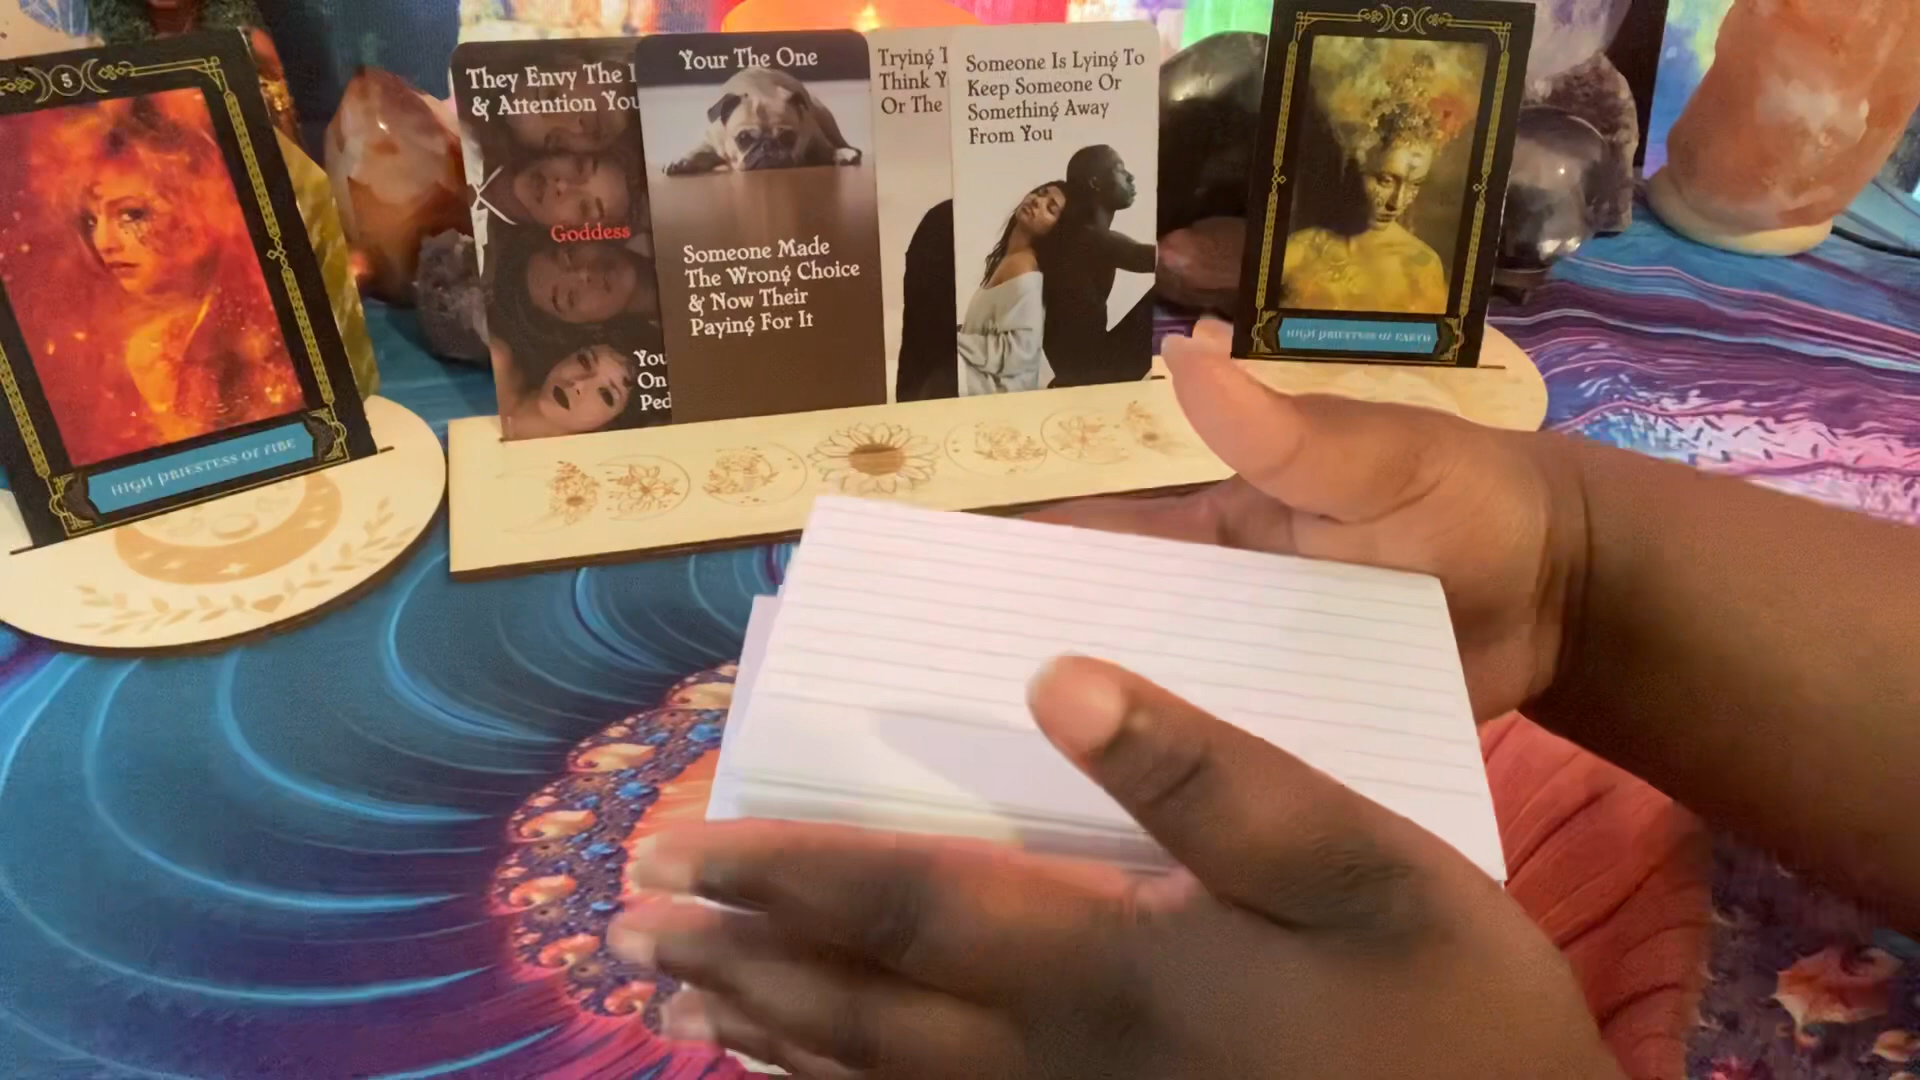 5
HIGH PRIESTESS OF FIRE
They Envy The
& Attention You
Goddess
You
On
Your The One
Someone Made
The Wrong Choice
& Now Their
Paying For It
Trying
Think
Or The
Someone Is Lying To
Keep Someone Or
Something Away
From You
3
HIGH PRIESTESS OF EARTH